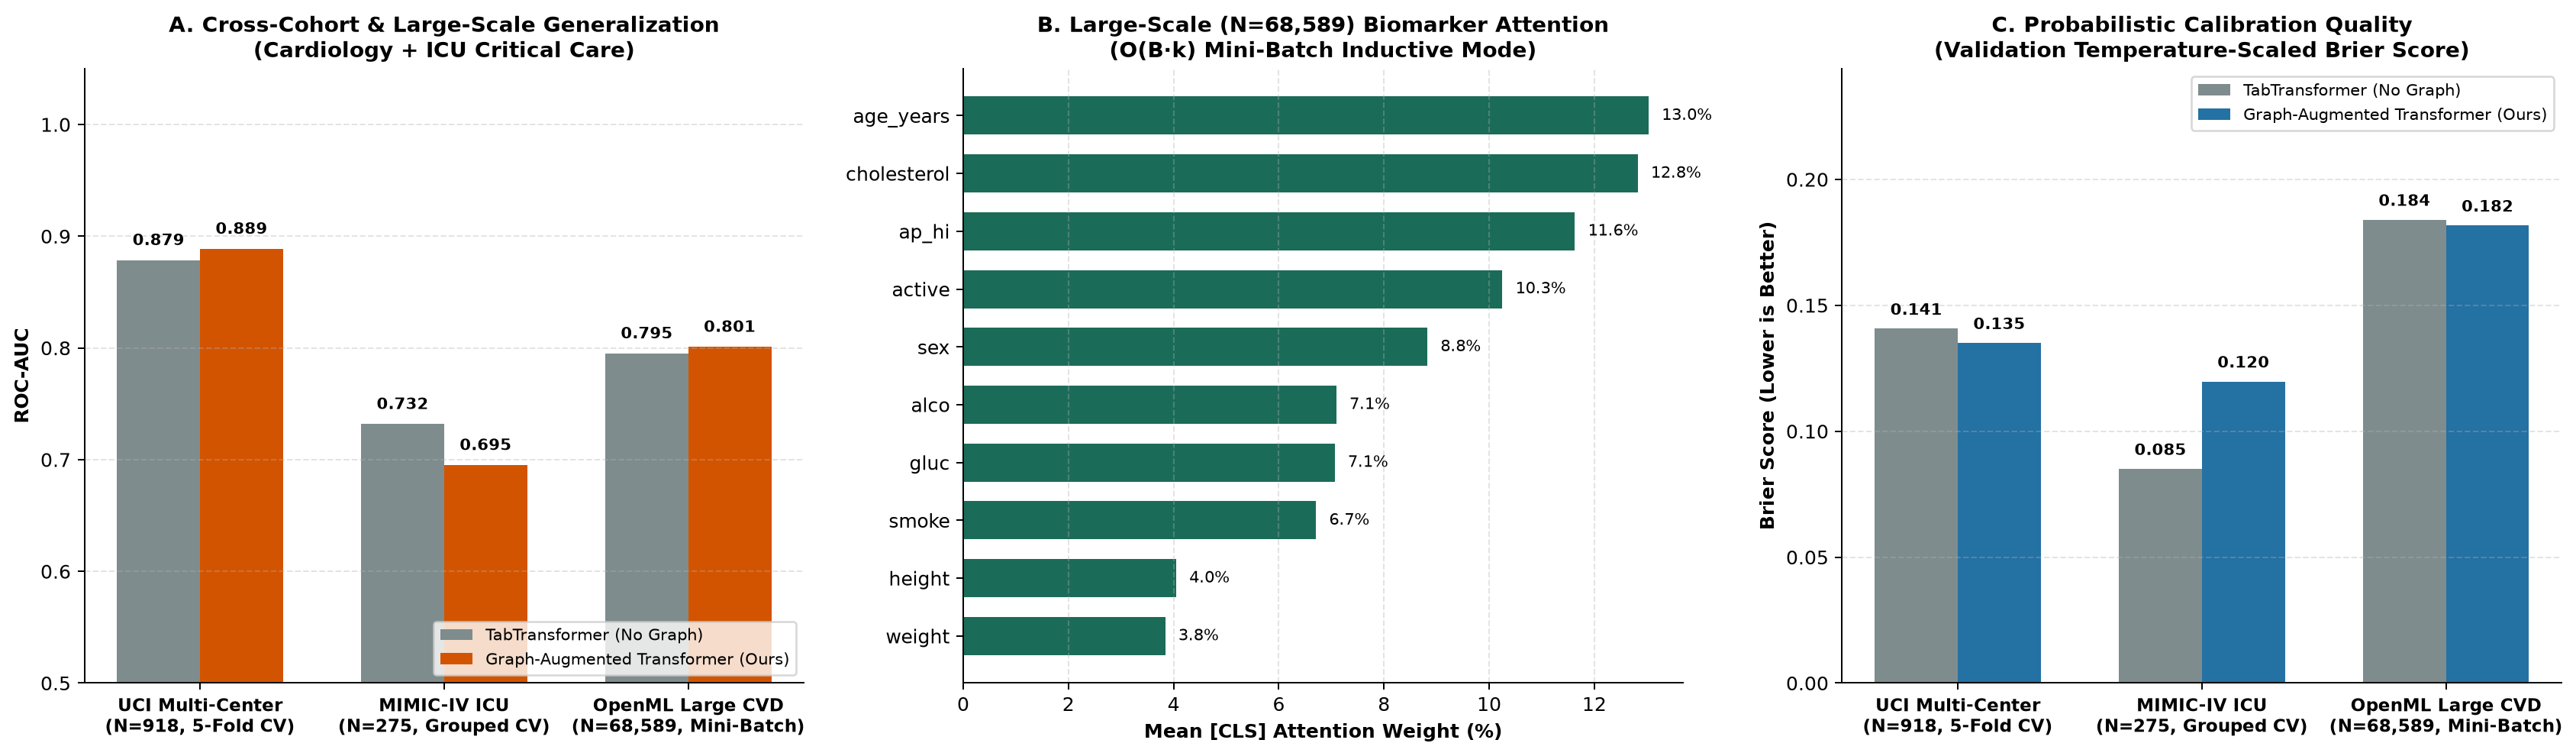 A. Cross-Cohort & Large-Scale Generalization
(Cardiology + ICU Critical Care)
ROC-AUC
1.0
0.9
0.8
0.7
0.6
0.5
0.879
0.889
0.732
0.695
0.795
0.801
TabTransformer (No Graph)
Graph-Augmented Transformer (Ours)
UCI Multi-Center
(N=918, 5-Fold CV)
MIMIC-IV ICU
(N=275, Grouped CV)
OpenML Large CVD
(N=68,589, Mini-Batch)
B. Large-Scale (N=68,589) Biomarker Attention
(O(B·k) Mini-Batch Inductive Mode)
age_years 13.0%
cholesterol 12.8%
ap_hi 11.6%
active 10.3%
sex 8.8%
alco 7.1%
gluc 7.1%
smoke 6.7%
height 4.0%
weight 3.8%
0 2 4 6 8 10 12
Mean [CLS] Attention Weight (%)
C. Probabilistic Calibration Quality
(Validation Temperature-Scaled Brier Score)
TabTransformer (No Graph)
Graph-Augmented Transformer (Ours)
Brier Score (Lower is Better)
0.20
0.15
0.10
0.05
0.00
0.141
0.135
0.085
0.120
0.184
0.182
UCI Multi-Center
(N=918, 5-Fold CV)
MIMIC-IV ICU
(N=275, Grouped CV)
OpenML Large CVD
(N=68,589, Mini-Batch)